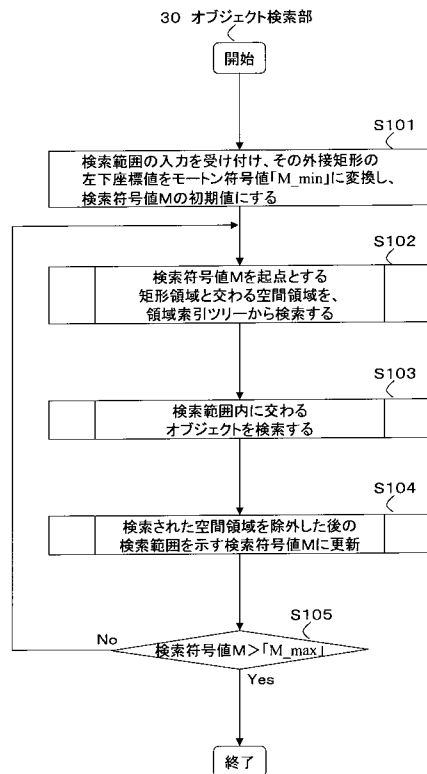 30 オブジェクト検索部
開始
S101
検索範囲の入力を受け付け、その外接矩形の
左下座標値をモートン符号値「M_min」に変換し、
検索符号値Mの初期値にする
S102
検索符号値Mを起点とする
矩形領域と交わる空間領域を、
領域索引ツリーから検索する
S103
検索範囲内に交わる
オブジェクトを検索する
S104
検索された空間領域を除外した後の
検索範囲を示す検索符号値Mに更新
S105
No
検索符号値M>「M_max」
Yes
終了